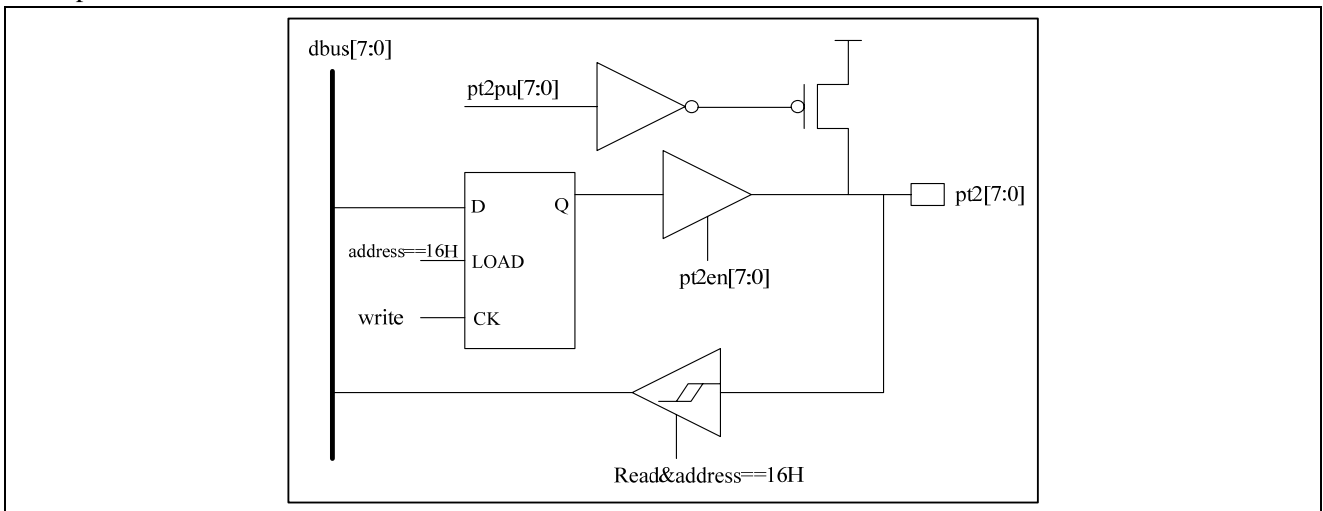 dbus[7:0]
pt2pu[7:0]
D
Q
pt2[7:0]
address==16H
LOAD
pt2en[7:0]
write
CK
Read&address==16H